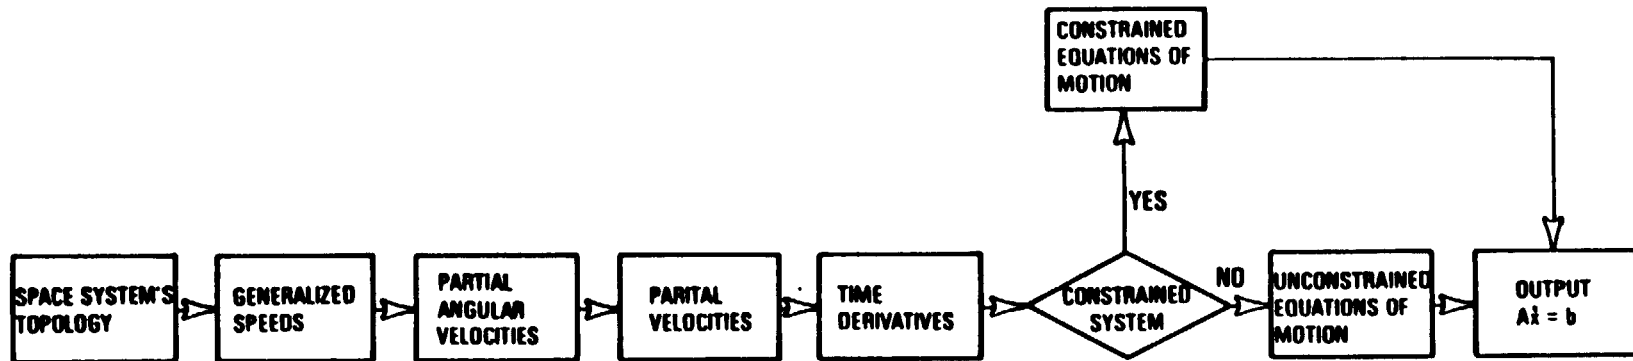 SPACE SYSTEM'S
TOPOLOGY
GENERALIZED
SPEEDS
PARTIAL
ANGULAR
VELOCITIES
PARITAL
VELOCITIES
TIME
DERIVATIVES
CONSTRAINED
SYSTEM
YES
CONSTRAINED
EQUATIONS OF
MOTION
NO
UNCONSTRAINED
EQUATIONS OF
MOTION
OUTPUT
Aẋ = b